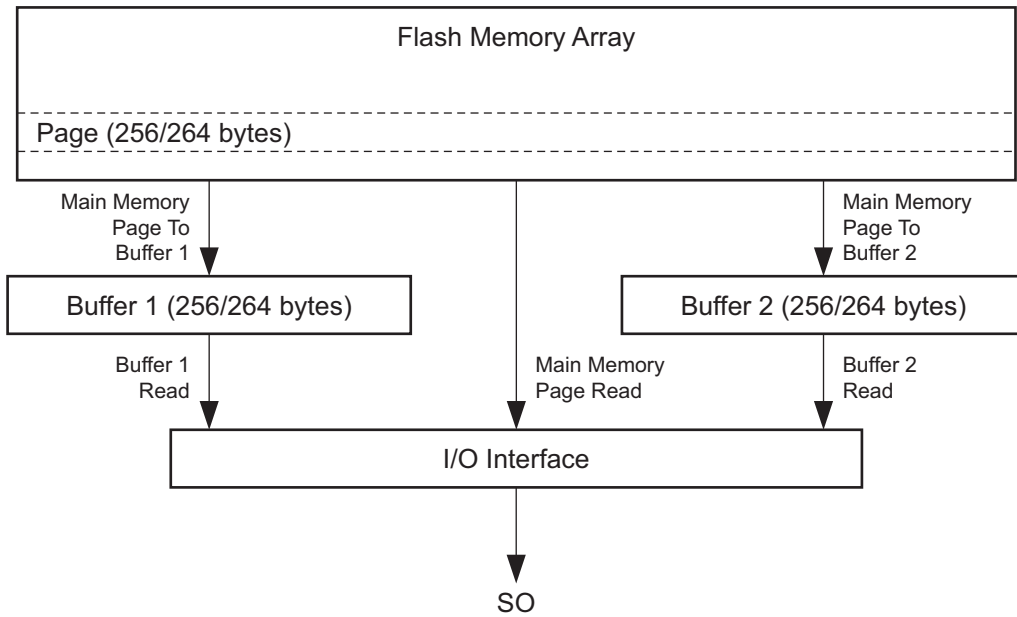 Flash Memory Array
Page (256/264 bytes)
Main Memory
Page To
Buffer 1
Main Memory
Page To
Buffer 2
Buffer 1 (256/264 bytes)
Buffer 2 (256/264 bytes)
Buffer 1
Read
Main Memory
Page Read
Buffer 2
Read
I/O Interface
SO